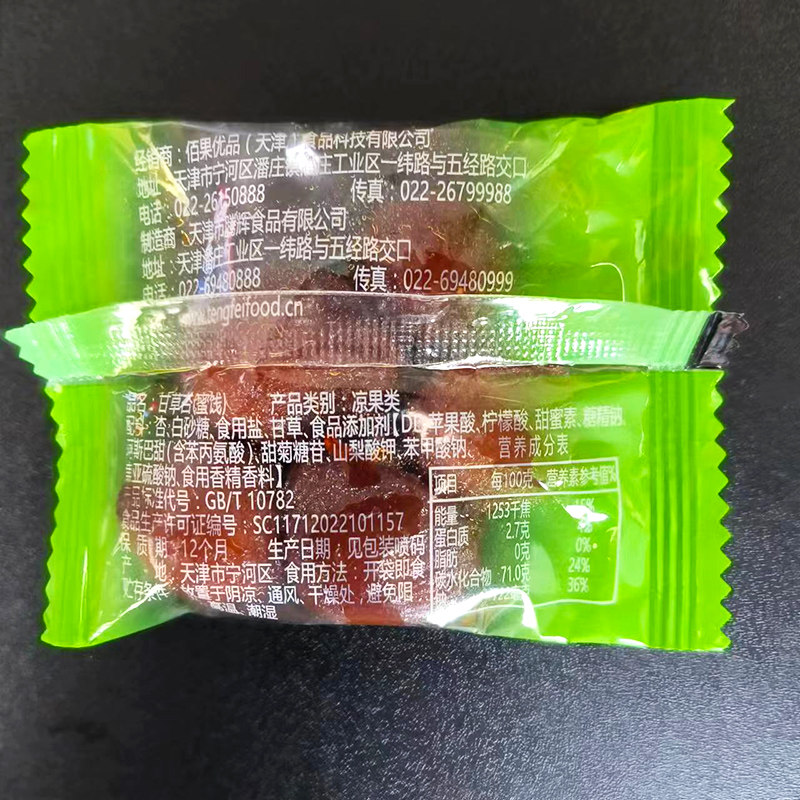 经销商：佰果优品（天津）食品科技有限公司
地址：天津市宁河区潘庄工业区一纬路与五经路交口
电话：022-26750888 传真：022-26799988
制造商：天津市腾辉食品有限公司
地址：天津潘庄工业区一纬路与五经路交口
电话：022-69480888 传真：022-69480999
www.tengfeifood.cn
品名：甘草杏(蜜饯) 产品类别 凉果类
配料：杏、白砂糖、食用盐、甘草、食品添加剂【DL-苹果酸、柠檬酸、甜蜜素、糖精钠、
阿斯巴甜(含苯丙氨酸)、甜菊糖苷、山梨酸钾、苯甲酸钠、
焦亚硫酸钠、食用香精香料】
营养成分表
产品标准代号：GB/T 10782
食品生产许可证编号：SC11712022101157
保质期：12个月 生产日期：见包装喷码
产地：天津市宁河区 食用方法：开袋即食
贮存条件：放置于阴凉、通风、干燥处，避免阳
高温、潮湿
项目 每100克 营养素参考值%
能量 1253千焦 15%
蛋白质 2.7克
脂肪 0克 0%
碳水化合物 71.0克 24%
钠 36%